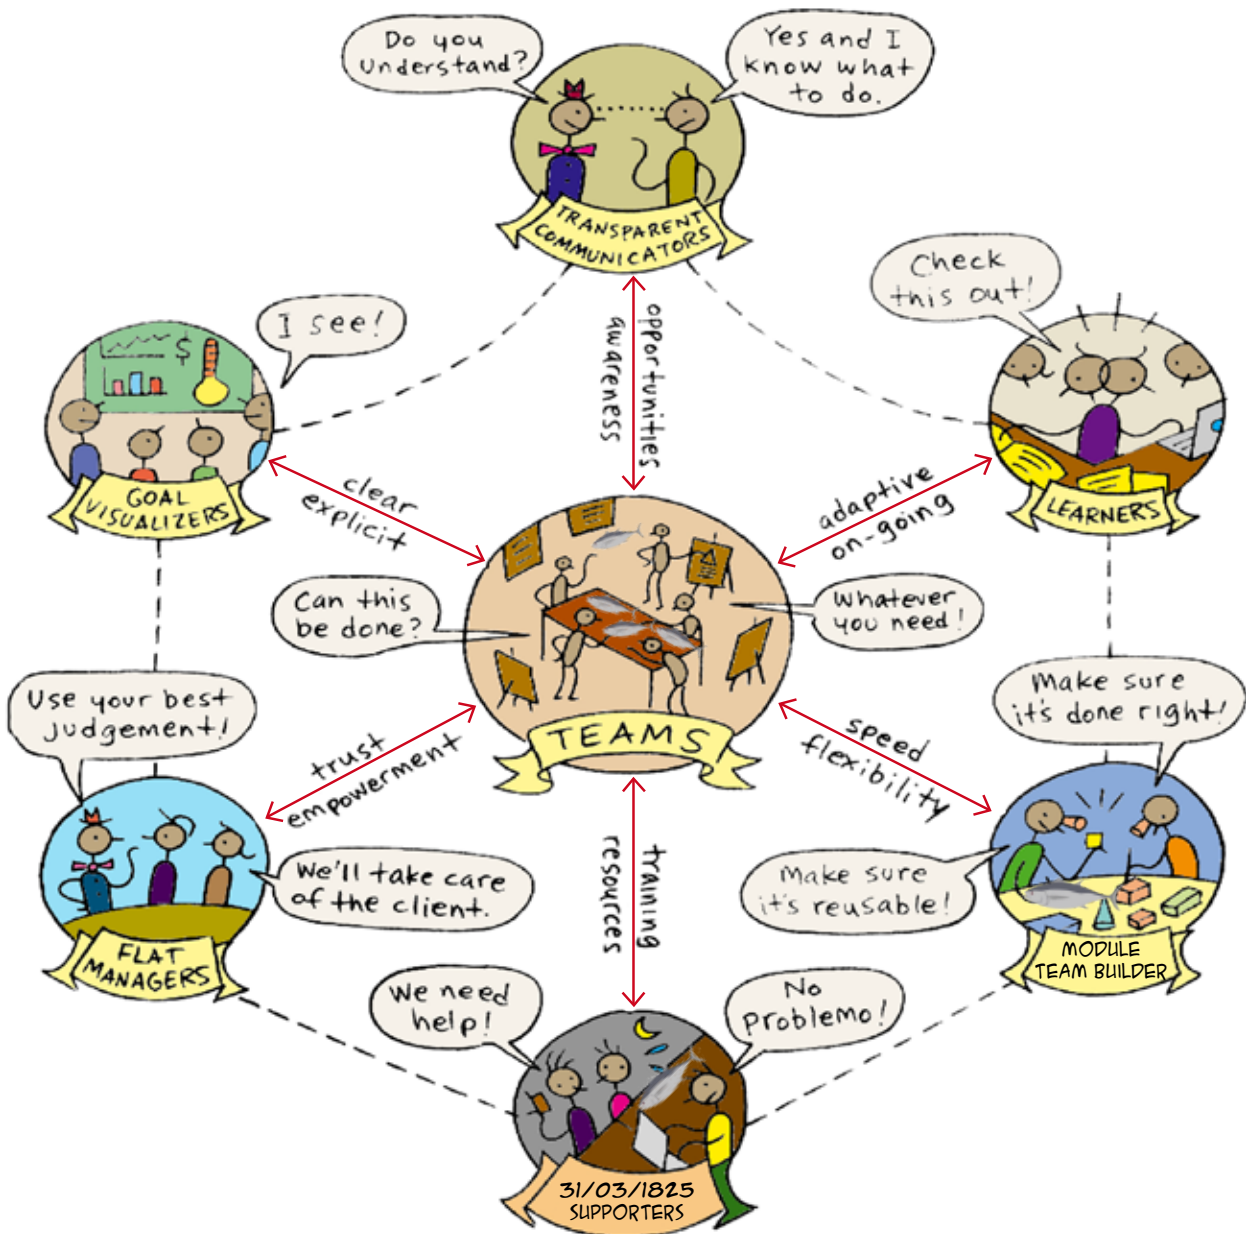 Do you
understand?
Yes and I
know what
to do.
TRANSPARENT
COMMUNICATORS
Check
this out!
I see!
opportunities
awareness
GOAL
VISUALIZERS
LEARNERS
clear
explicit
adaptive
on-going
$
Can this
be done?
Whatever
you need!
TEAMS
Use your best
judgement!
Make sure
it's done right!
trust
empowerment
speed
flexibility
We'll take care
of the client.
Make sure
it's reusable!
training
resources
FLAT
MANAGERS
MODULE
TEAM BUILDER
We need
help!
No
Problemo!
31/03/1825
SUPPORTERS